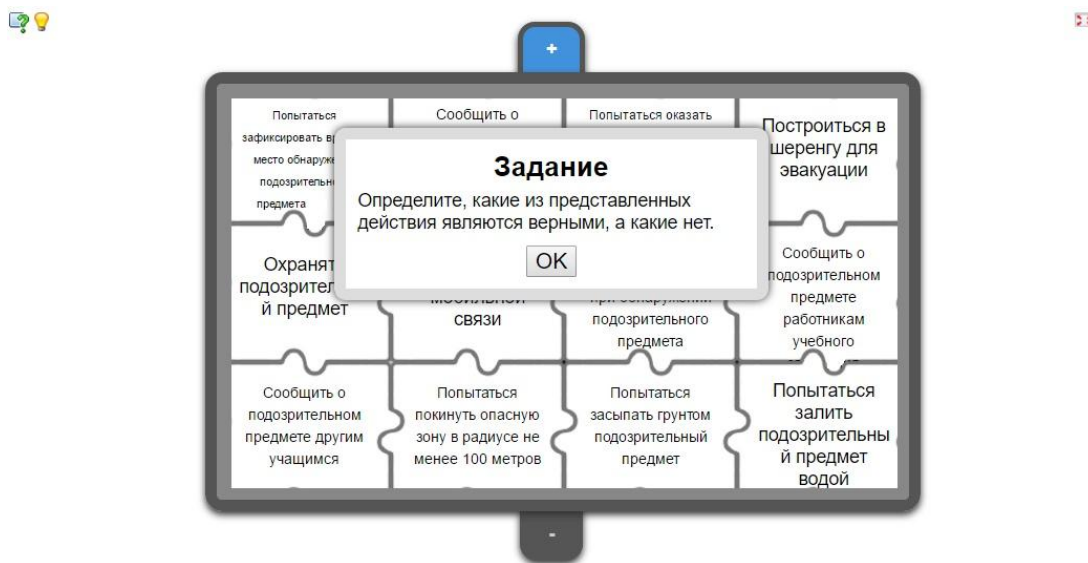 +
Попытаться
зафиксировать
место
подозрительн
предмета
Сообщить о
Попытаться оказать
Построиться в
шеренгу для
эвакуации
Задание
Определите, какие из представленных
действия являются верными, а какие нет.
OK
Охранят
подозрител
й предмет
мобильной
связи
при обнаружении
подозрительного
предмета
Сообщить о
подозрительном
предмете
работникам
учебного
Сообщить о
подозрительном
предмете другим
учащимся
Попытаться
покинуть опасную
зону в радиусе не
менее 100 метров
Попытаться
засыпать грунтом
подозрительный
предмет
Попытаться
залить
подозрительны
й предмет
водой
-